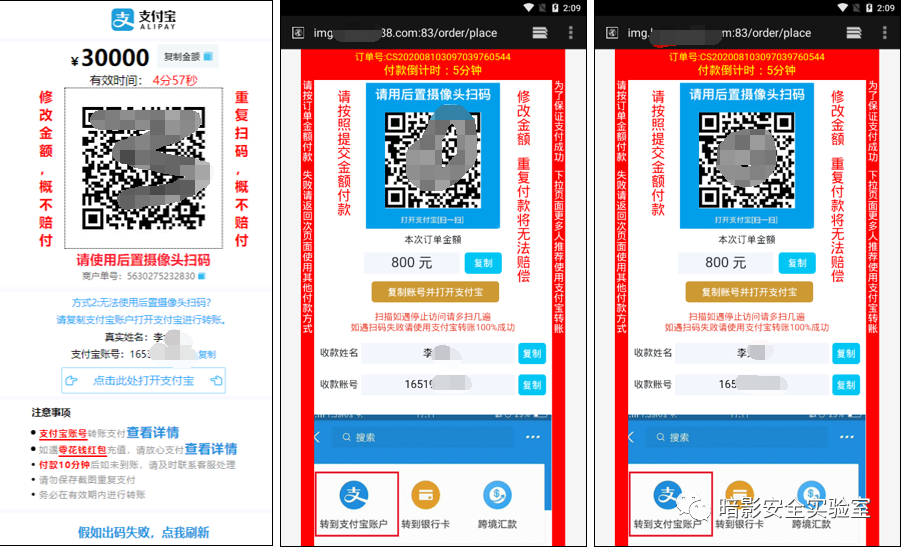 支付宝
ALIPAY
¥30000
复制金额
有效时间： 4分57秒
修改金额，概不赔付
重复扫码，概不赔付
请使用后置摄像头扫码
商户单号：5630275232830
方式2:无法使用后置摄像头扫码?
请复制支付宝账户打开支付宝进行转账。
真实姓名：李
支付宝账号：165
复制
点击此处打开支付宝
注意事项
支付宝账号转账支付查看详情
如遇零花钱红包充值，请放心支付查看详情
付款10分钟后如未到账，请及时联系客服处理
请勿保存截图重复支付
务必在有效期内进行转账
假如出码失败，点我刷新
2:09
img. 38.com:83/order/place
订单号:CS202008103097039760544
付款倒计时：5分钟
请按订单金额付款 失败请返回次页面使用其他付款方式
请按照提交金额付款
请用后置摄像头扫码
打开支付宝[扫一扫]
修改金额 重复付款将无法赔偿
为了保证支付成功 下拉页面更多人推荐使用支付宝转账
本次订单金额
800 元
复制
复制账号并打开支付宝
扫描如遇停止访问请多扫几遍
如遇扫码失败请使用支付宝转账100%成功
收款姓名
李
复制
收款账号
1651
复制
搜索
转到支付宝账户
转到银行卡
跨境汇款
2:09
img. m:83/order/place
订单号:CS202008103097039760544
付款倒计时：5分钟
请按订单金额付款 失败请返回次页面使用其他付款方式
请按照提交金额付款
请用后置摄像头扫码
打开支付宝[扫一扫]
修改金额 重复付款将无法赔偿
为了保证支付成功 下拉页面更多人推荐使用支付宝转账
本次订单金额
800 元
复制
复制账号并打开支付宝
扫描如遇停止访问请多扫几遍
如遇扫码失败请使用支付宝转账100%成功
收款姓名
李
复制
收款账号
165
复制
搜索
转到支付宝账户
转到银行卡
跨境汇款
暗影安全实验室